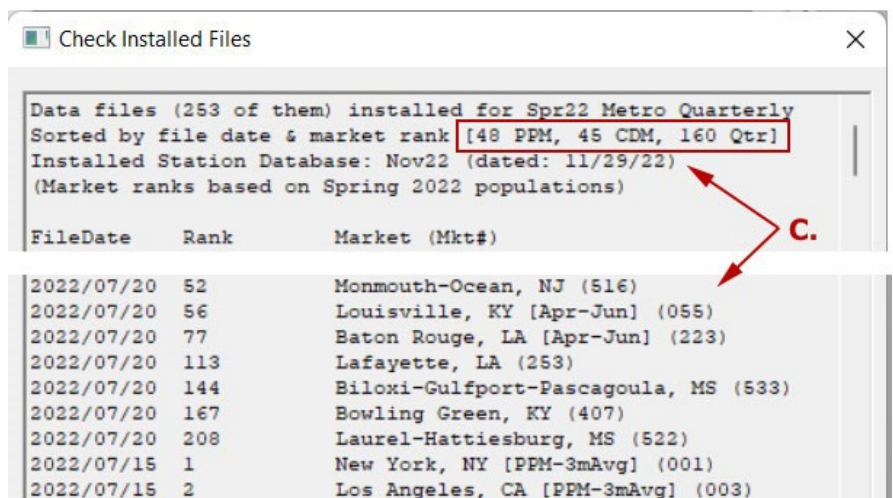 Check Installed Files
Data files (253 of them) installed for Spr22 Metro Quarterly
Sorted by file date & market rank [48 PPM, 45 CDM, 160 Qtr]
Installed Station Database: Nov22 (dated: 11/29/22)
(Market ranks based on Spring 2022 populations)
C.
FileDate Rank Market (Mkt#)
2022/07/20 52 Monmouth-Ocean, NJ (516)
2022/07/20 56 Louisville, KY [Apr-Jun] (055)
2022/07/20 77 Baton Rouge, LA [Apr-Jun] (223)
2022/07/20 113 Lafayette, LA (253)
2022/07/20 144 Biloxi-Gulfport-Pascagoula, MS (533)
2022/07/20 167 Bowling Green, KY (407)
2022/07/20 208 Laurel-Hattiesburg, MS (522)
2022/07/15 1 New York, NY [PPM-3mAvg] (001)
2022/07/15 2 Los Angeles, CA [PPM-3mAvg] (003)